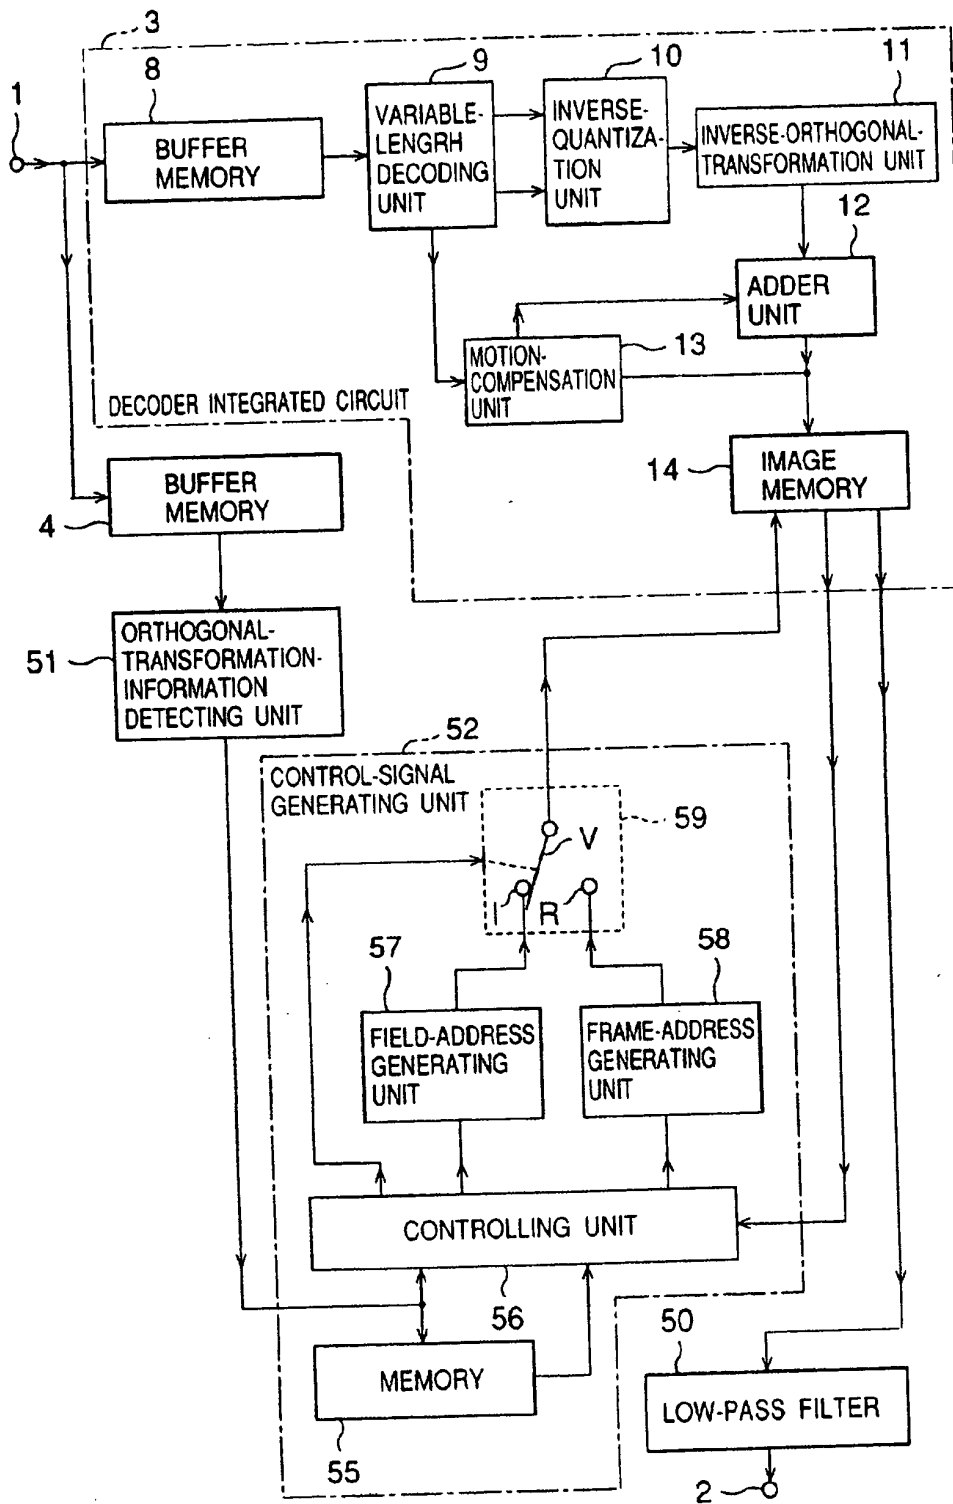 3
8
9
10
11
1
BUFFER
MEMORY
VARIABLE-
LENGRH
DECODING
UNIT
INVERSE-
QUANTIZA-
TION
UNIT
INVERSE-ORTHOGONAL-
TRANSFORMATION UNIT
12
ADDER
UNIT
13
MOTION-
COMPENSATION
UNIT
DECODER INTEGRATED CIRCUIT
14
IMAGE
MEMORY
BUFFER
MEMORY
4
51
ORTHOGONAL-
TRANSFORMATION-
INFORMATION
DETECTING UNIT
52
CONTROL-SIGNAL
GENERATING UNIT
59
V
I
R
57
58
FIELD-ADDRESS
GENERATING
UNIT
FRAME-ADDRESS
GENERATING
UNIT
CONTROLLING UNIT
56
50
MEMORY
55
LOW-PASS FILTER
2